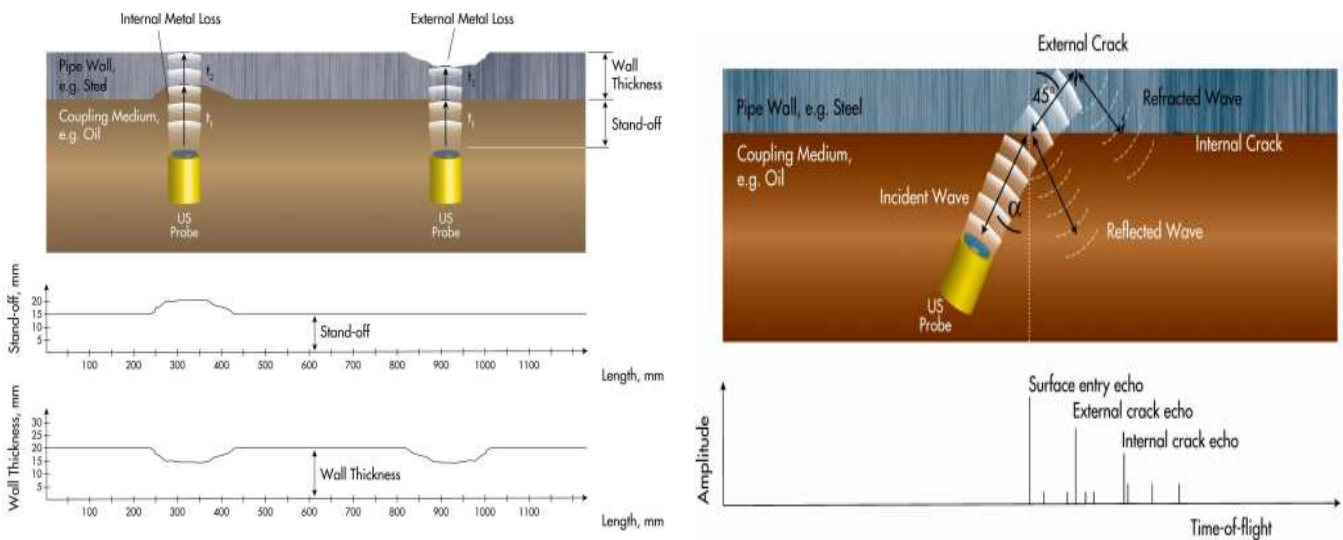 Internal Metal Loss
External Metal Loss
Pipe Wall,
e.g. Steel
t2
t2
Wall
Thickness
Coupling Medium,
e.g. Oil
t1
t1
Stand-off
US
Probe
US
Probe
Stand-off, mm
20
15
5
Stand-off
100 200 300 400 500 600 700 800 900 1000 1100
Length, mm
Wall Thickness, mm
30
25
20
15
5
Wall Thickness
100 200 300 400 500 600 700 800 900 1000 1100
Length, mm
External Crack
45°
Pipe Wall, e.g. Steel
Refracted Wave
Internal Crack
Coupling Medium,
e.g. Oil
Incident Wave
α
Reflected Wave
US
Probe
Surface entry echo
External crack echo
Internal crack echo
Amplitude
Time-of-flight